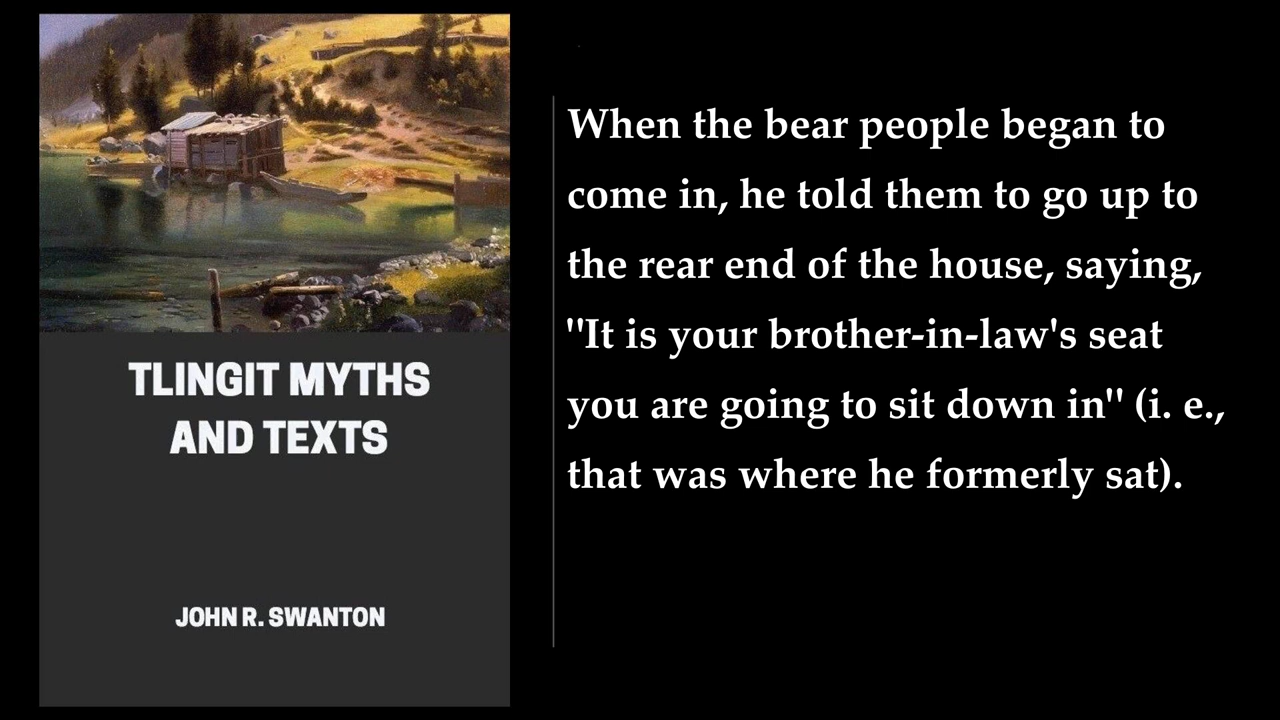 TLINGIT MYTHS
AND TEXTS
JOHN R. SWANTON
When the bear people began to
come in, he told them to go up to
the rear end of the house, saying,
"It is your brother-in-law's seat
you are going to sit down in" (i. e.,
that was where he formerly sat).